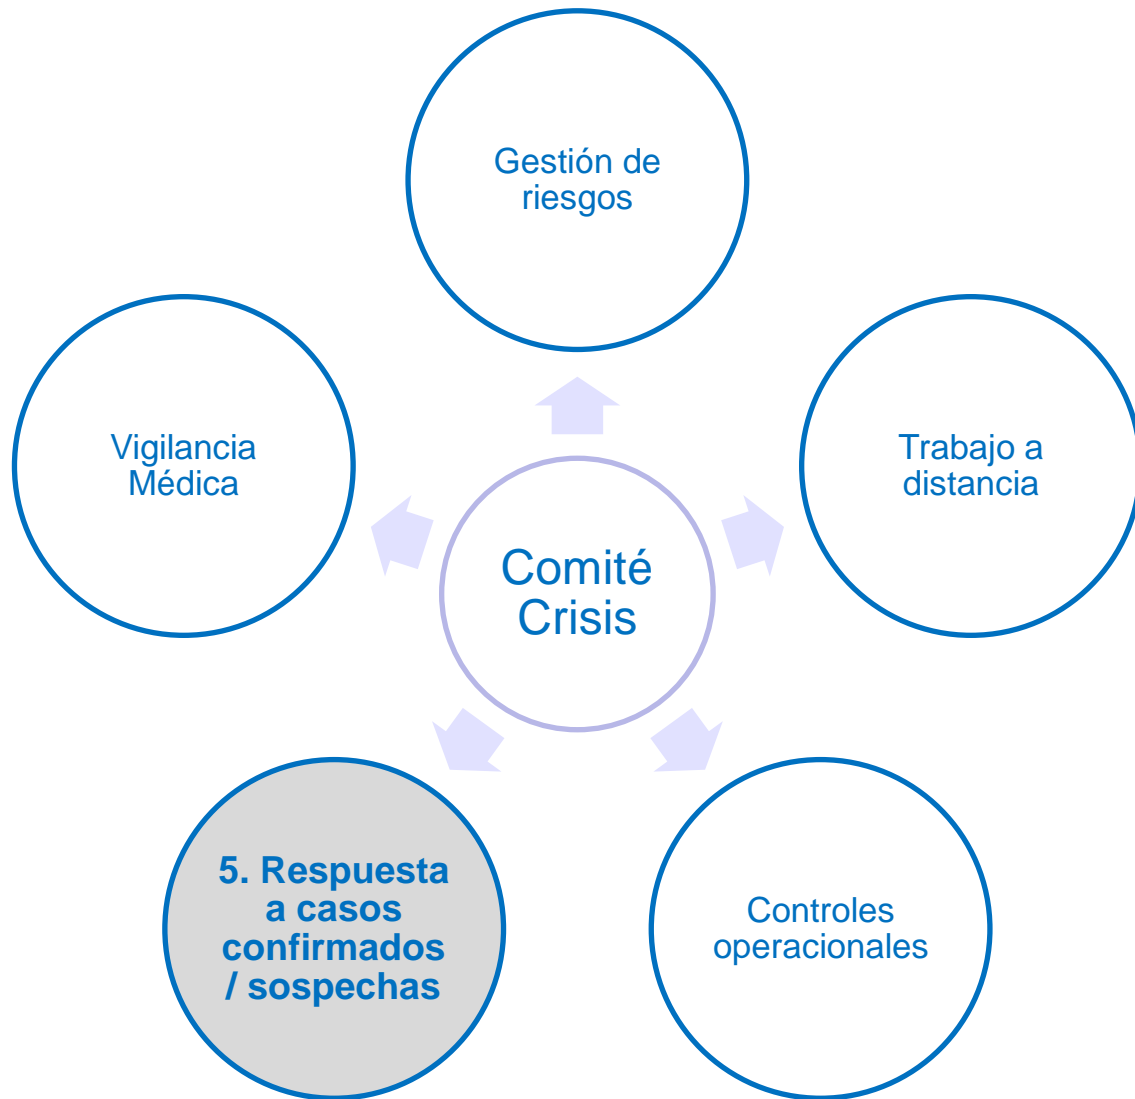 Gestión de
riesgos
Vigilancia
Médica
Trabajo a
distancia
Comité
Crisis
5. Respuesta
a casos
confirmados
/ sospechas
Controles
operacionales